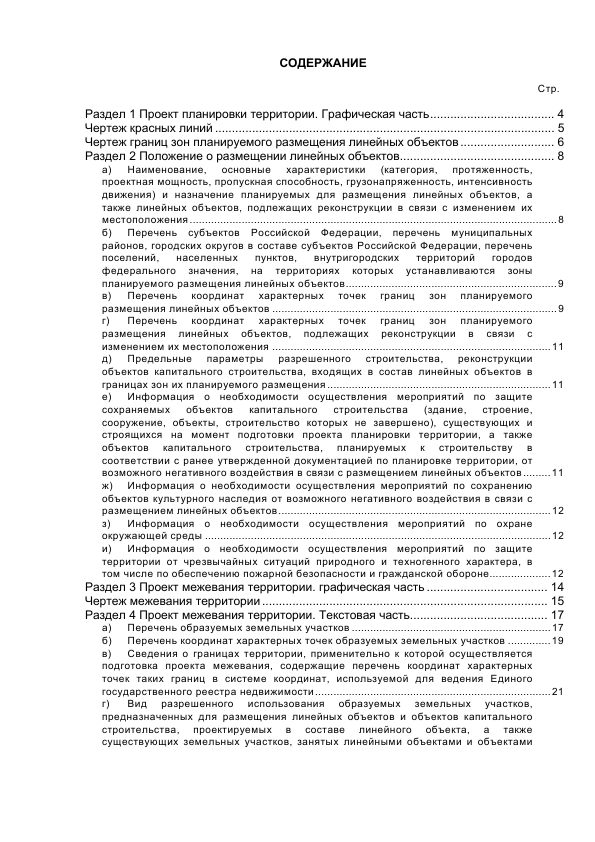 СОДЕРЖАНИЕ
Стр.
Раздел 1 Проект планировки территории. Графическая часть..................................... 4
Чертеж красных линий ..................................................................................................... 5
Чертеж границ зон планируемого размещения линейных объектов ............................ 6
Раздел 2 Положение о размещении линейных объектов.............................................. 8
а) Наименование, основные характеристики (категория, протяженность,
проектная мощность, пропускная способность, грузонапряженность, интенсивность
движения) и назначение планируемых для размещения линейных объектов, а
также линейных объектов, подлежащих реконструкции в связи с изменением их
местоположения ................................................................................................8
б) Перечень субъектов Российской Федерации, перечень муниципальных
районов, городских округов в составе субъектов Российской Федерации, перечень
поселений, населенных пунктов, внутригородских территорий городов
федерального значения, на территориях которых устанавливаются зоны
планируемого размещения линейных объектов.......................................................9
в) Перечень координат характерных точек границ зон планируемого
размещения линейных объектов ..........................................................................9
г) Перечень координат характерных точек границ зон планируемого
размещения линейных объектов, подлежащих реконструкции в связи с
изменением их местоположения ........................................................................11
д) Предельные параметры разрешенного строительства, реконструкции
объектов капитального строительства, входящих в состав линейных объектов в
границах зон их планируемого размещения..........................................................11
е) Информация о необходимости осуществления мероприятий по защите
сохраняемых объектов капитального строительства (здание, строение,
сооружение, объекты, строительство которых не завершено), существующих и
строящихся на момент подготовки проекта планировки территории, а также
объектов капитального строительства, планируемых к строительству в
соответствии с ранее утвержденной документацией по планировке территории, от
возможного негативного воздействия в связи с размещением линейных объектов.........11
ж) Информация о необходимости осуществления мероприятий по сохранению
объектов культурного наследия от возможного негативного воздействия в связи с
размещением линейных объектов.......................................................................12
з) Информация о необходимости осуществления мероприятий по охране
окружающей среды ..........................................................................................12
и) Информация о необходимости осуществления мероприятий по защите
территории от чрезвычайных ситуаций природного и техногенного характера, в
том числе по обеспечению пожарной безопасности и гражданской обороне....................12
Раздел 3 Проект межевания территории. графическая часть .................................... 14
Чертеж межевания территории ..................................................................................... 15
Раздел 4 Проект межевания территории. Текстовая часть......................................... 17
а) Перечень образуемых земельных участков ....................................................17
б) Перечень координат характерных точек образуемых земельных участков ..............19
в) Сведения о границах территории, применительно к которой осуществляется
подготовка проекта межевания, содержащие перечень координат характерных
точек таких границ в системе координат, используемой для ведения Единого
государственного реестра недвижимости..............................................................21
г) Вид разрешенного использования образуемых земельных участков,
предназначенных для размещения линейных объектов и объектов капитального
строительства, проектируемых в составе линейного объекта, а также
существующих земельных участков, занятых линейными объектами и объектами